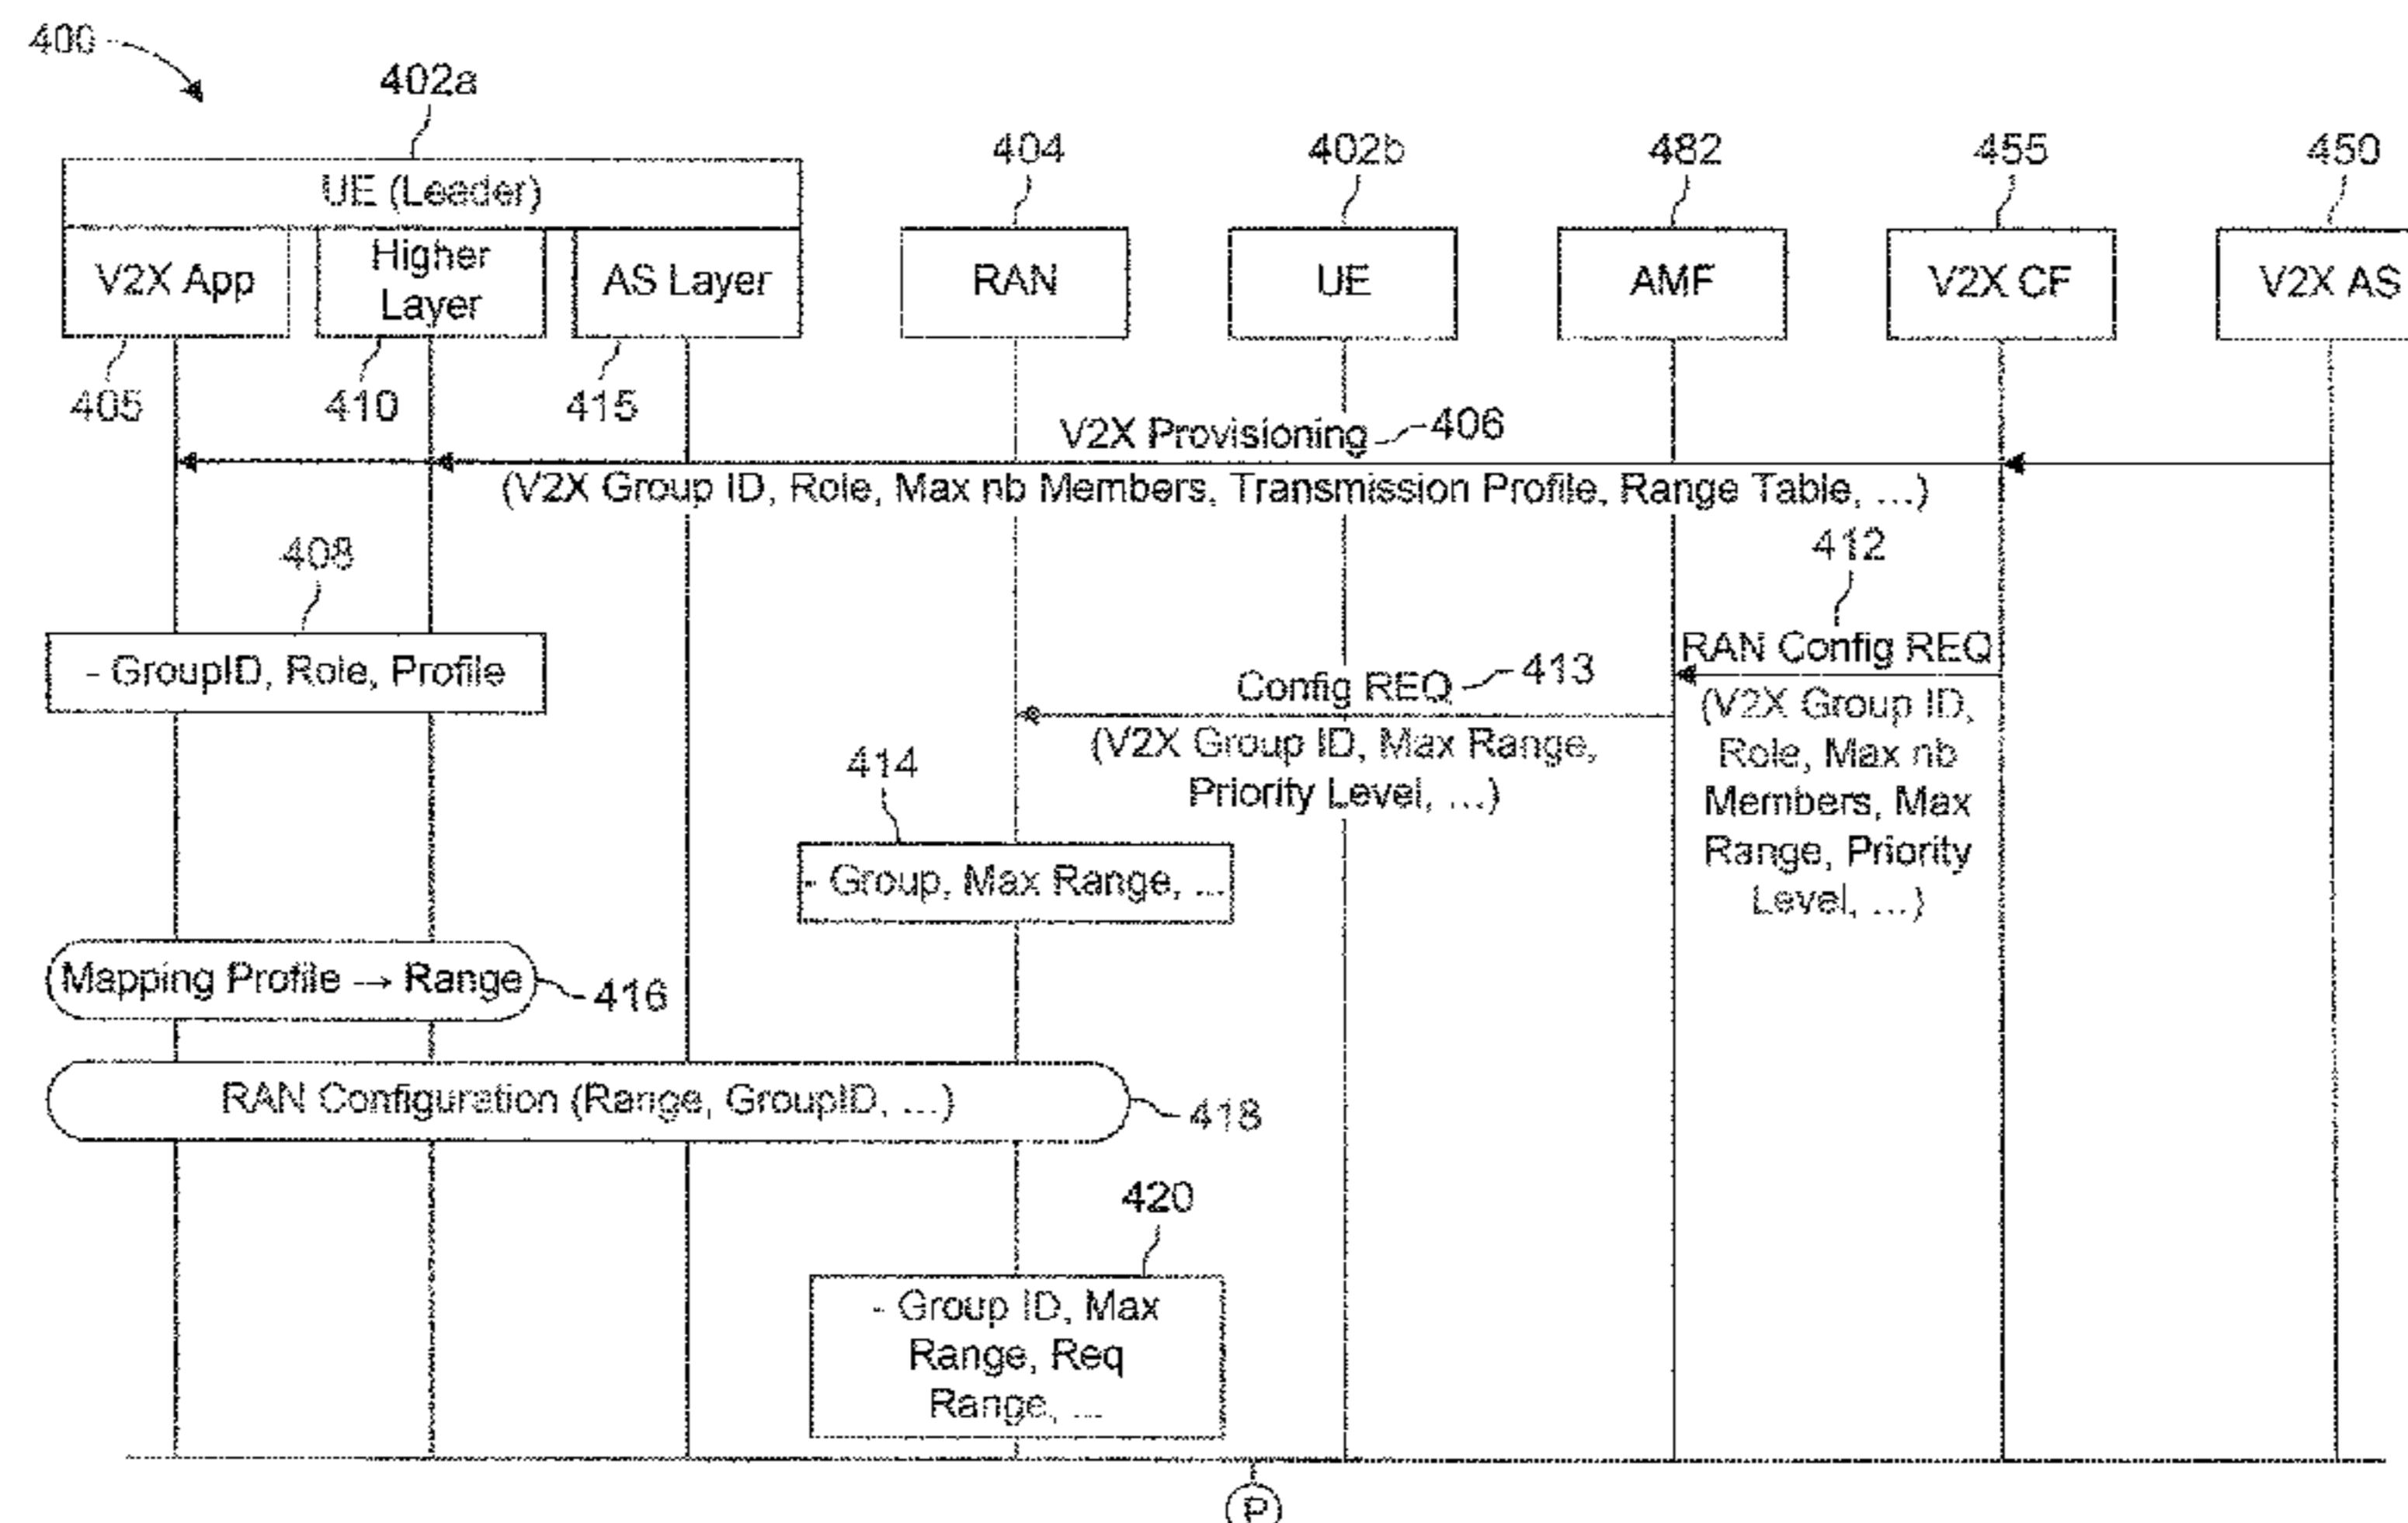 400
402a
404
402b
482
455
450
UE (Leader)
V2X App
Higher
Layer
AS Layer
RAN
UE
AMF
V2X CF
V2X AS
405
410
415
V2X Provisioning
406
(V2X Group ID, Role, Max nb Members, Transmission Profile, Range Table, ...)
412
408
RAN Config REQ
- GroupID, Role, Profile
Config REQ
413
(V2X Group ID,
Role, Max nb
Members, Max
Range, Priority
Level, ...)
(V2X Group ID, Max Range,
Priority Level, ...)
414
- Group, Max Range, ...
Mapping Profile → Range
416
RAN Configuration (Range, GroupID, ...)
418
420
- Group ID, Max
Range, Req
Range, ...
P